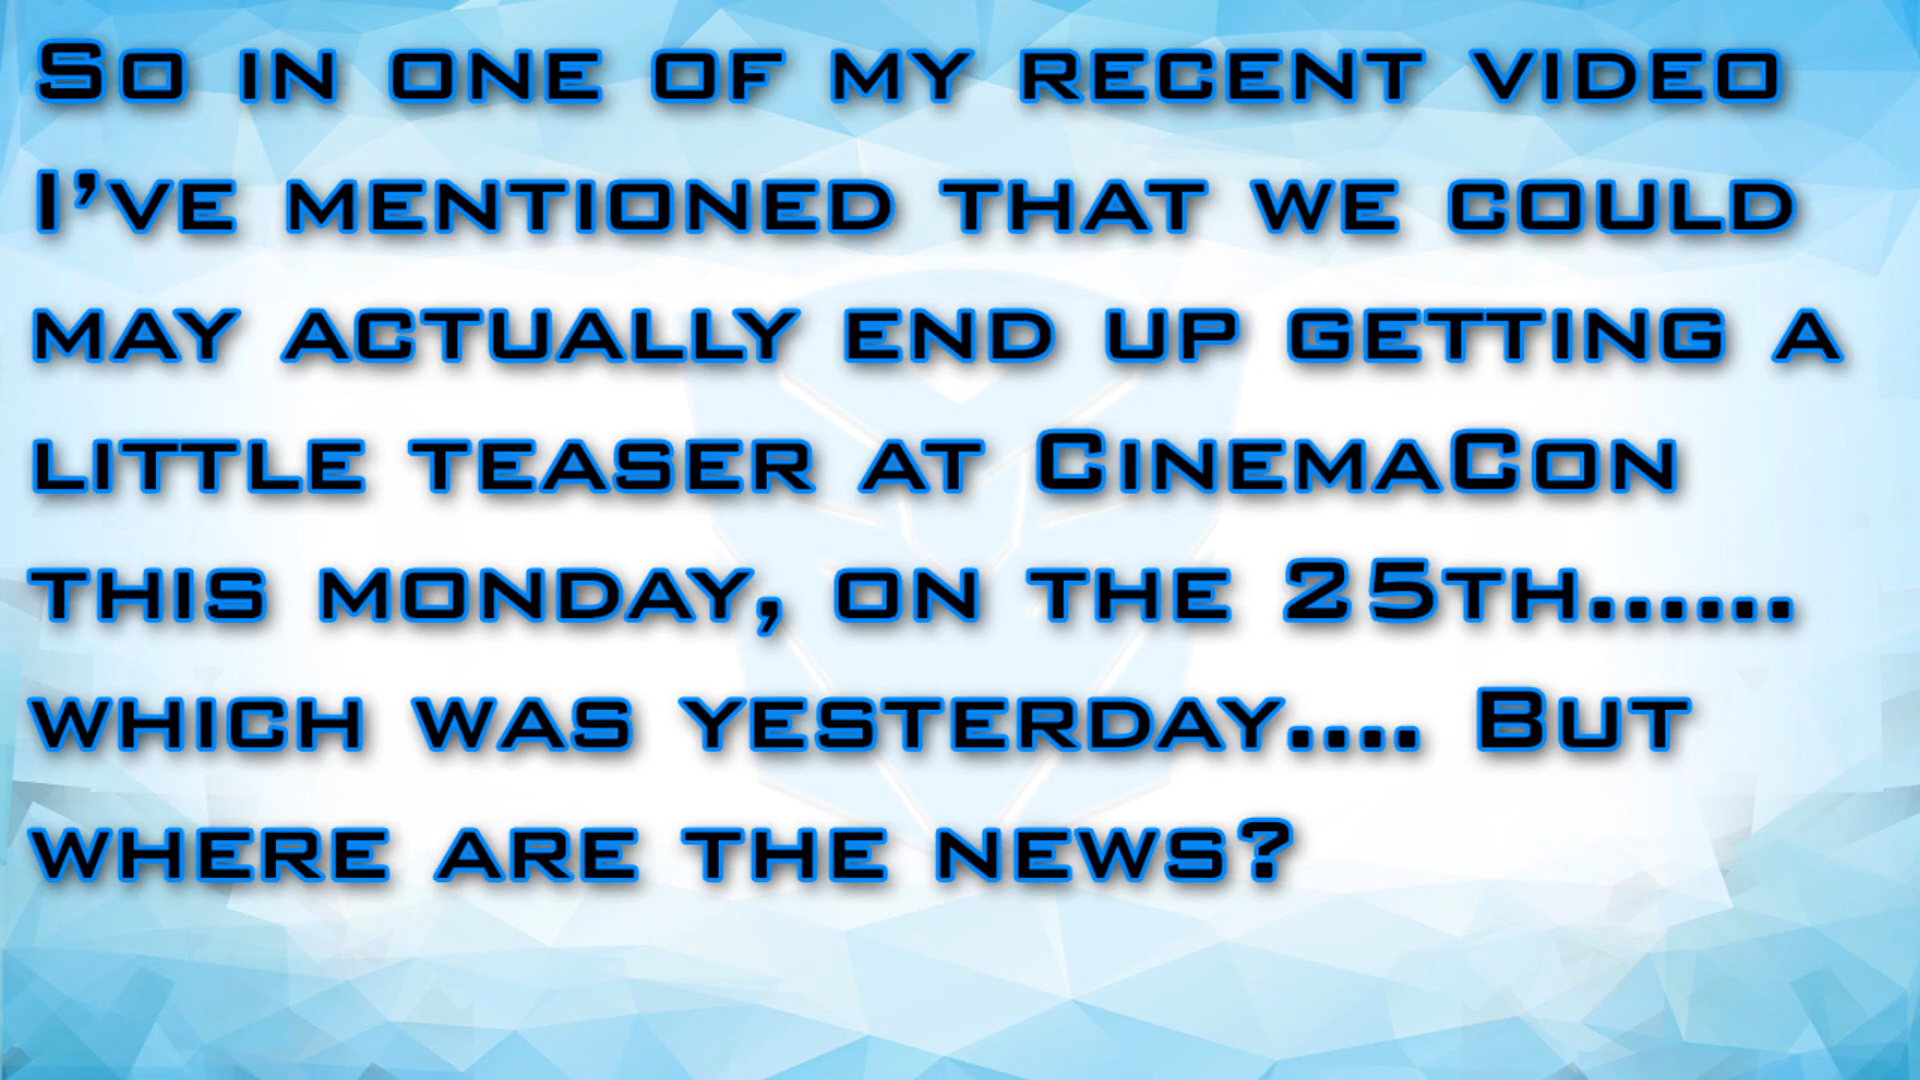 So in one of my recent video
I’ve mentioned that we could
may actually end up getting a
little teaser at CinemaCon
this monday, on the 25th......
which was yesterday.... But
where are the news?